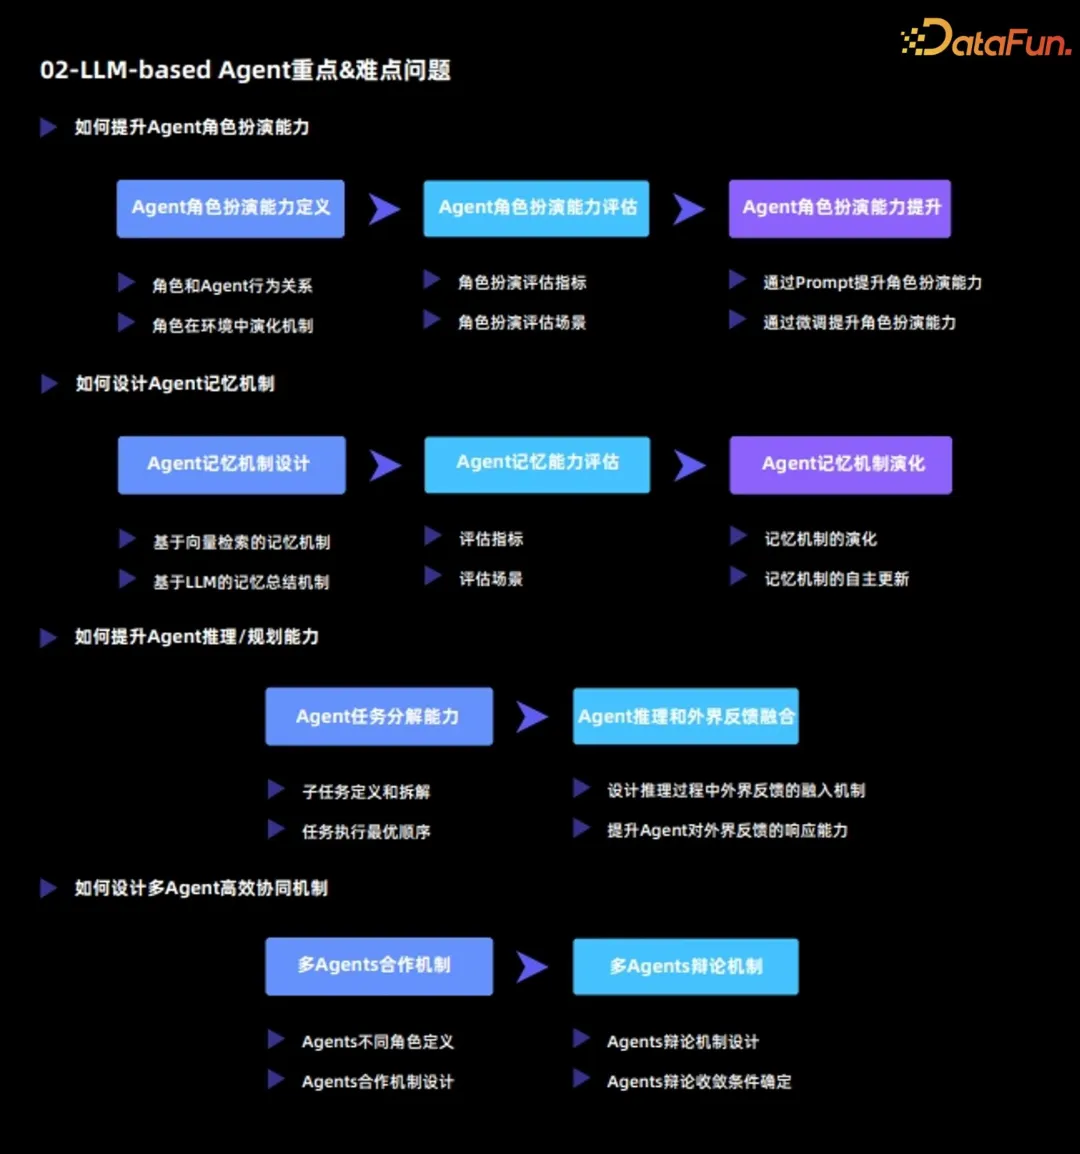 DataFun.
02-LLM-based Agent重点&难点问题
如何提升Agent角色扮演能力
Agent角色扮演能力定义
Agent角色扮演能力评估
Agent角色扮演能力提升
角色和Agent行为关系
角色在环境中演化机制
角色扮演评估指标
角色扮演评估场景
通过Prompt提升角色扮演能力
通过微调提升角色扮演能力
如何设计Agent记忆机制
Agent记忆机制设计
Agent记忆能力评估
Agent记忆机制演化
基于向量检索的记忆机制
基于LLM的记忆总结机制
评估指标
评估场景
记忆机制的演化
记忆机制的自主更新
如何提升Agent推理/规划能力
Agent任务分解能力
Agent推理和外界反馈融合
子任务定义和拆解
任务执行最优顺序
设计推理过程中外界反馈的融入机制
提升Agent对外界反馈的响应能力
如何设计多Agent高效协同机制
多Agents合作机制
多Agents辩论机制
Agents不同角色定义
Agents合作机制设计
Agents辩论机制设计
Agents辩论收敛条件确定